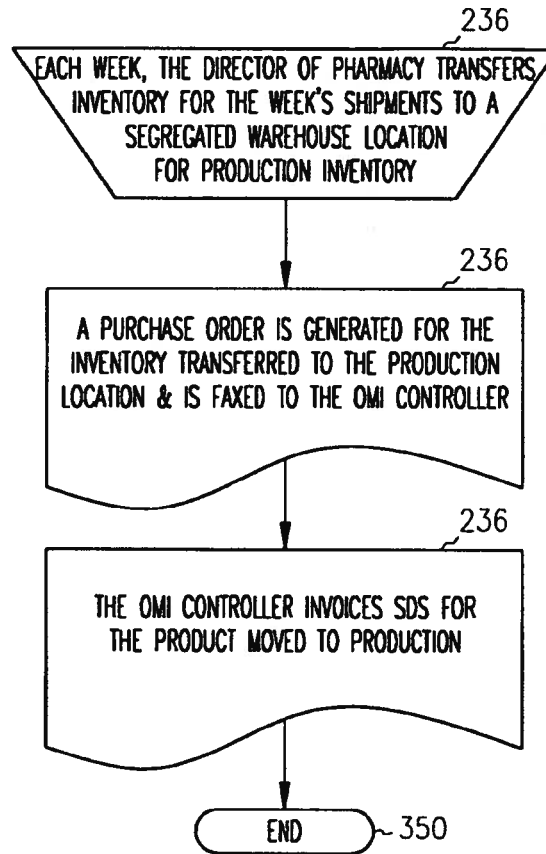 236
EACH WEEK, THE DIRECTOR OF PHARMACY TRANSFERS
INVENTORY FOR THE WEEK'S SHIPMENTS TO A
SEGREGATED WAREHOUSE LOCATION
FOR PRODUCTION INVENTORY
236
A PURCHASE ORDER IS GENERATED FOR THE
INVENTORY TRANSFERRED TO THE PRODUCTION
LOCATION & IS FAXED TO THE OMI CONTROLLER
236
THE OMI CONTROLLER INVOICES SDS FOR
THE PRODUCT MOVED TO PRODUCTION
END 350